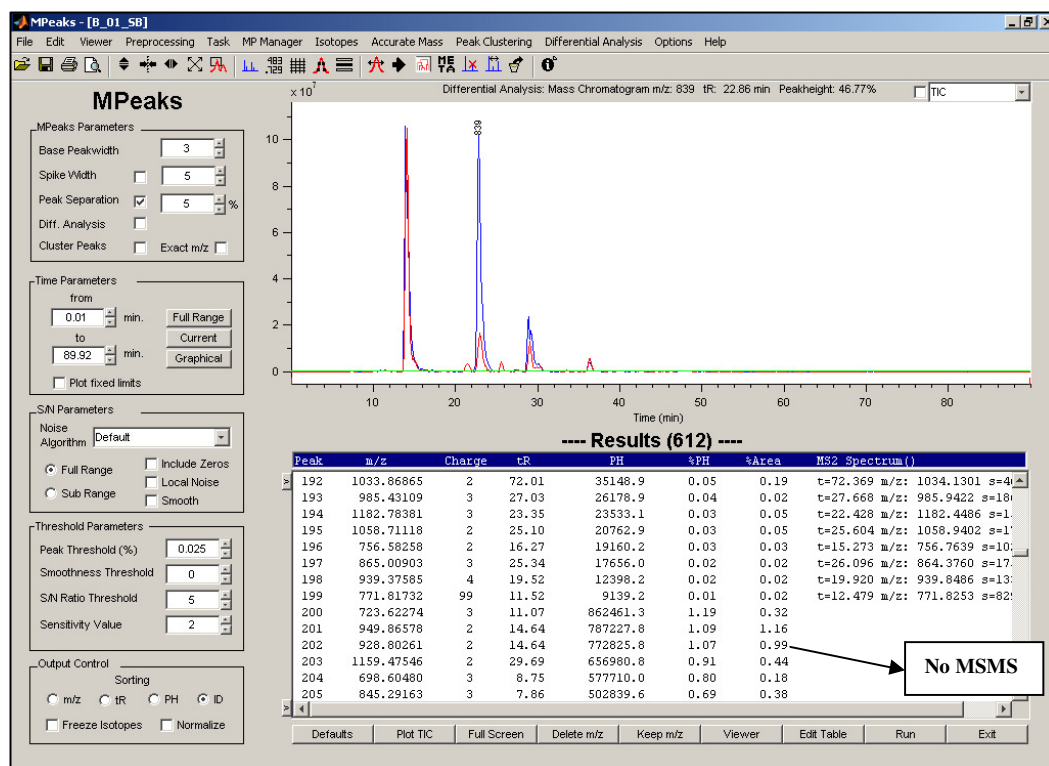 MPeaks - [B_01_SB]
File Edit Viewer Preprocessing Task MP Manager Isotopes Accurate Mass Peak Clustering Differential Analysis Options Help
MPeaks
MPeaks Parameters
Base Peakwidth 3
Spike Width 5
Peak Separation 5 %
Diff. Analysis
Cluster Peaks Exact m/z
Time Parameters
from
0.01 min. Full Range
to Current
89.92 min. Graphical
Plot fixed limits
S/N Parameters
Noise Algorithm Default
Full Range Include Zeros
Sub Range Local Noise
Smooth
Threshold Parameters
Peak Threshold (%) 0.025
Smoothness Threshold 0
S/N Ratio Threshold 5
Sensitivity Value 2
Output Control
Sorting
m/z tR PH ID
Freeze Isotopes Normalize
x 10^7 Differential Analysis: Mass Chromatogram m/z: 839 tR: 22.86 min Peakheight: 46.77% TIC
839
10
8
6
4
2
0
10 20 30 40 50 60 70 80
Time (min)
---- Results (612) ----
Peak m/z Charge tR PH %PH %Area MS2 Spectrum()
192 1033.86865 2 72.01 35148.9 0.05 0.19 t=72.369 m/z: 1034.1301
193 985.43109 3 27.03 26178.9 0.04 0.02 t=27.668 m/z: 985.9422
194 1182.78381 3 23.35 23533.1 0.03 0.05 t=22.428 m/z: 1182.4486
195 1058.71118 2 25.10 20762.9 0.03 0.05 t=25.604 m/z: 1058.9402
196 756.58258 2 16.27 19160.2 0.03 0.03 t=15.273 m/z: 756.7639
197 865.00903 3 25.34 17656.0 0.02 0.02 t=26.096 m/z: 864.3760
198 939.37585 4 19.52 12398.2 0.02 0.02 t=19.920 m/z: 939.8486
199 771.81732 99 11.52 9139.2 0.01 0.02 t=12.479 m/z: 771.8253
200 723.62274 3 11.07 862461.3 1.19 0.32
201 949.86578 2 14.64 787227.8 1.09 1.16
202 928.80261 2 14.64 772825.8 1.07 0.99
203 1159.47546 2 29.69 656980.8 0.91 0.44
204 698.60480 3 8.75 577710.0 0.80 0.18
205 845.29163 3 7.86 502839.6 0.69 0.38
No MSMS
Defaults Plot TIC Full Screen Delete m/z Keep m/z Viewer Edit Table Run Exit